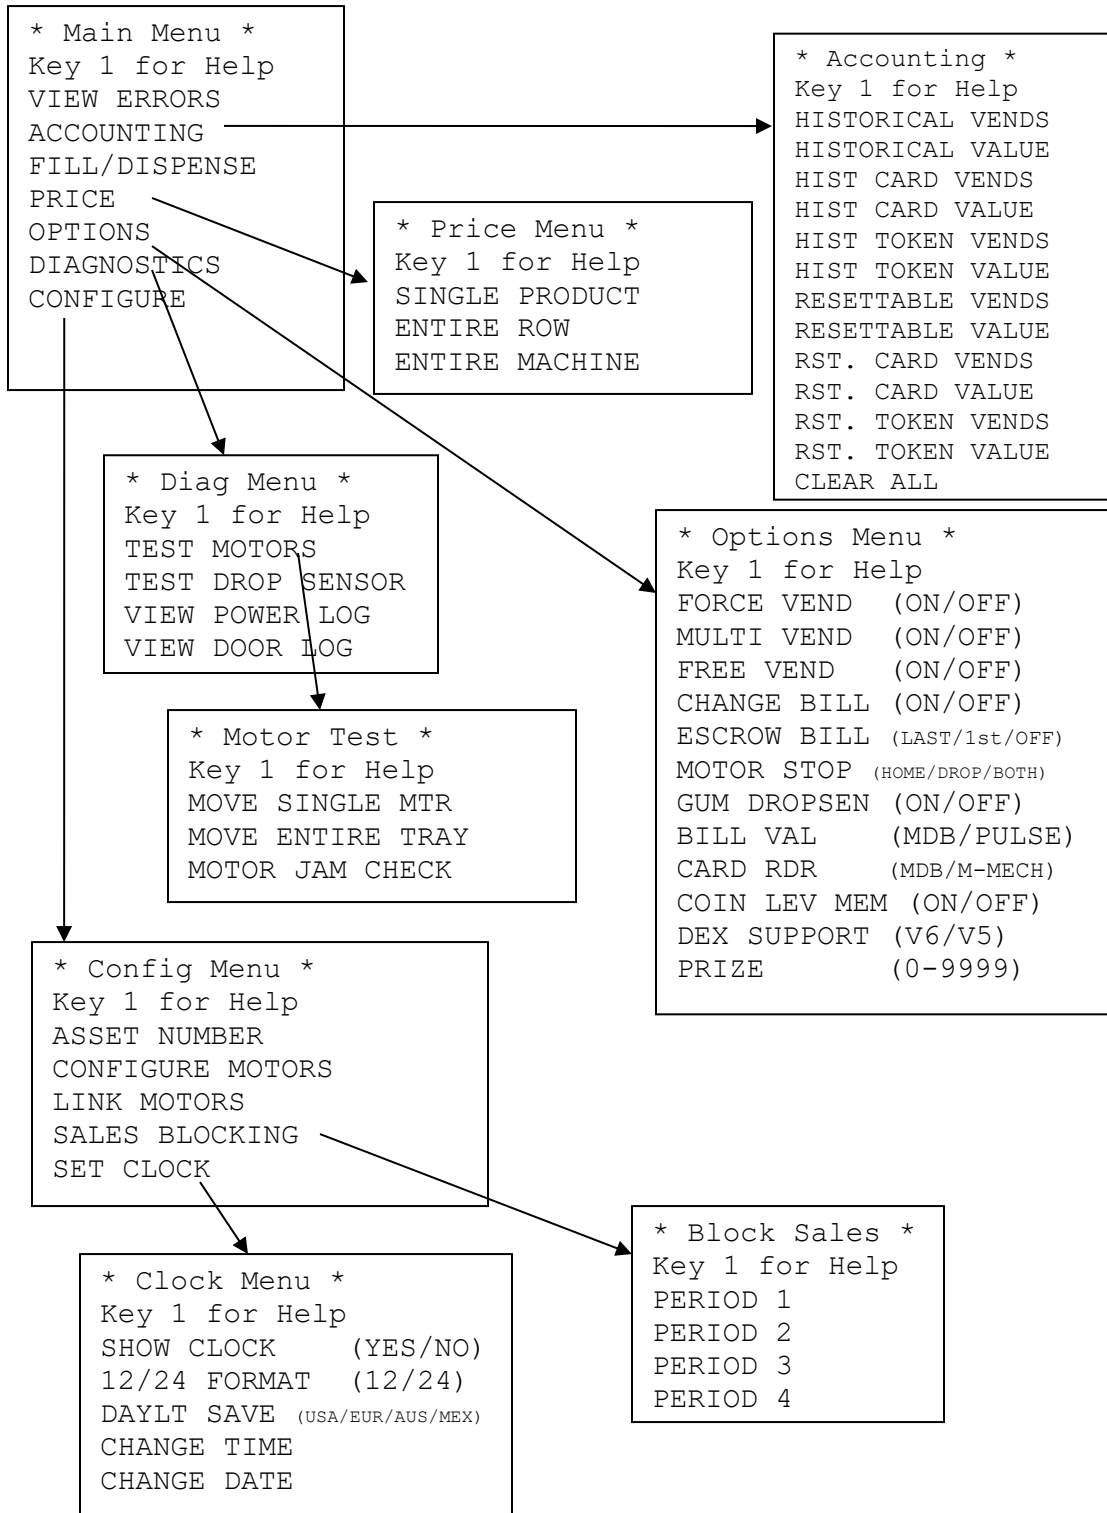 * Main Menu *
Key 1 for Help
VIEW ERRORS
ACCOUNTING
FILL/DISPENSE
PRICE
OPTIONS
DIAGNOSTICS
CONFIGURE
* Accounting *
Key 1 for Help
HISTORICAL VENDS
HISTORICAL VALUE
HIST CARD VENDS
HIST CARD VALUE
HIST TOKEN VENDS
HIST TOKEN VALUE
RESETTABLE VENDS
RESETTABLE VALUE
RST. CARD VENDS
RST. CARD VALUE
RST. TOKEN VENDS
RST. TOKEN VALUE
CLEAR ALL
* Price Menu *
Key 1 for Help
SINGLE PRODUCT
ENTIRE ROW
ENTIRE MACHINE
* Diag Menu *
Key 1 for Help
TEST MOTORS
TEST DROP SENSOR
VIEW POWER LOG
VIEW DOOR LOG
* Options Menu *
Key 1 for Help
FORCE VEND (ON/OFF)
MULTI VEND (ON/OFF)
FREE VEND (ON/OFF)
CHANGE BILL (ON/OFF)
ESCROW BILL (LAST/1st/OFF)
MOTOR STOP (HOME/DROP/BOTH)
GUM DROPSEN (ON/OFF)
BILL VAL (MDB/PULSE)
CARD RDR (MDB/M-MECH)
COIN LEV MEM (ON/OFF)
DEX SUPPORT (V6/V5)
PRIZE (0-9999)
* Motor Test *
Key 1 for Help
MOVE SINGLE MTR
MOVE ENTIRE TRAY
MOTOR JAM CHECK
* Config Menu *
Key 1 for Help
ASSET NUMBER
CONFIGURE MOTORS
LINK MOTORS
SALES BLOCKING
SET CLOCK
* Block Sales *
Key 1 for Help
PERIOD 1
PERIOD 2
PERIOD 3
PERIOD 4
* Clock Menu *
Key 1 for Help
SHOW CLOCK (YES/NO)
12/24 FORMAT (12/24)
DAYLT SAVE (USA/EUR/AUS/MEX)
CHANGE TIME
CHANGE DATE